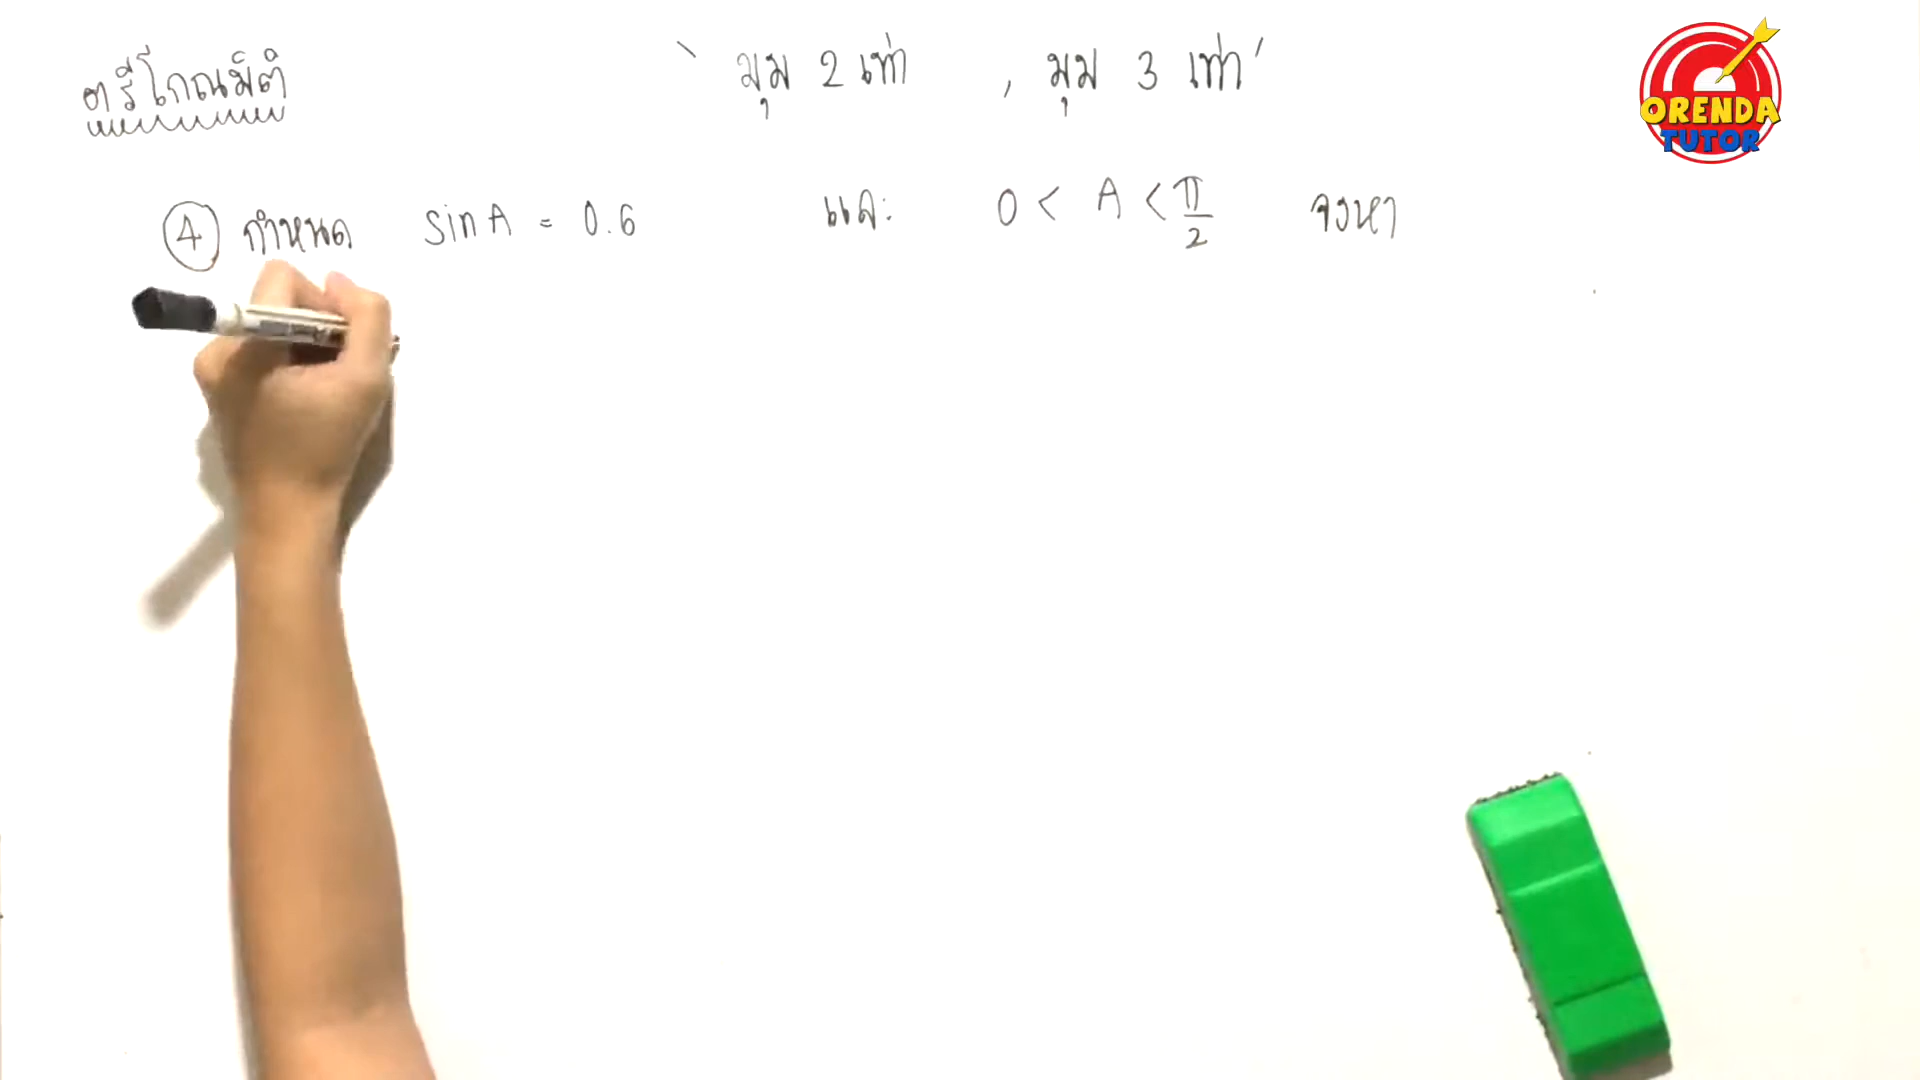 ตรีโกณมิติ
` มุม 2 เท่า , มุม 3 เท่า ′
ORENDA
TUTOR
4 กำหนด sin A = 0.6 และ 0 < A < π/2 จงหา